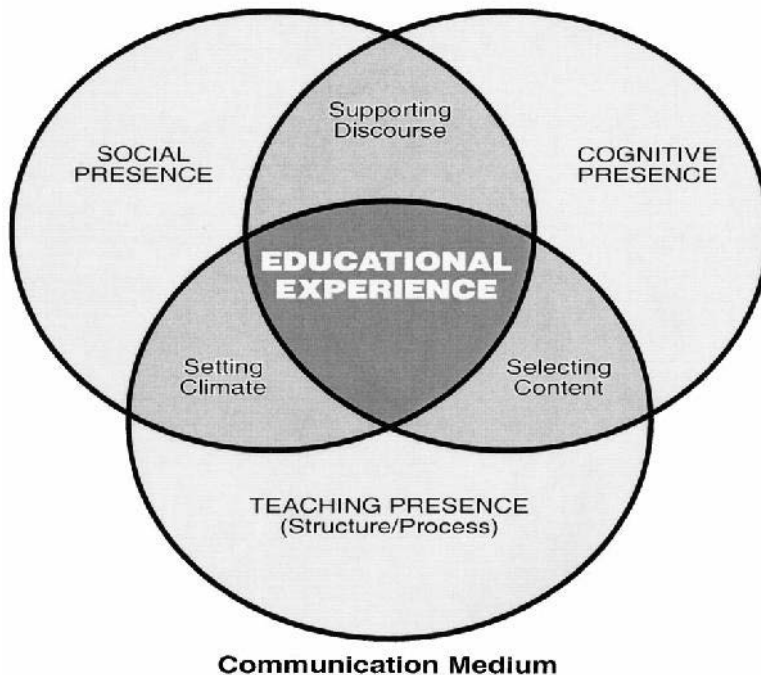 Supporting
Discourse
SOCIAL
PRESENCE
COGNITIVE
PRESENCE
EDUCATIONAL
EXPERIENCE
Setting
Climate
Selecting
Content
TEACHING PRESENCE
(Structure/Process)
Communication Medium